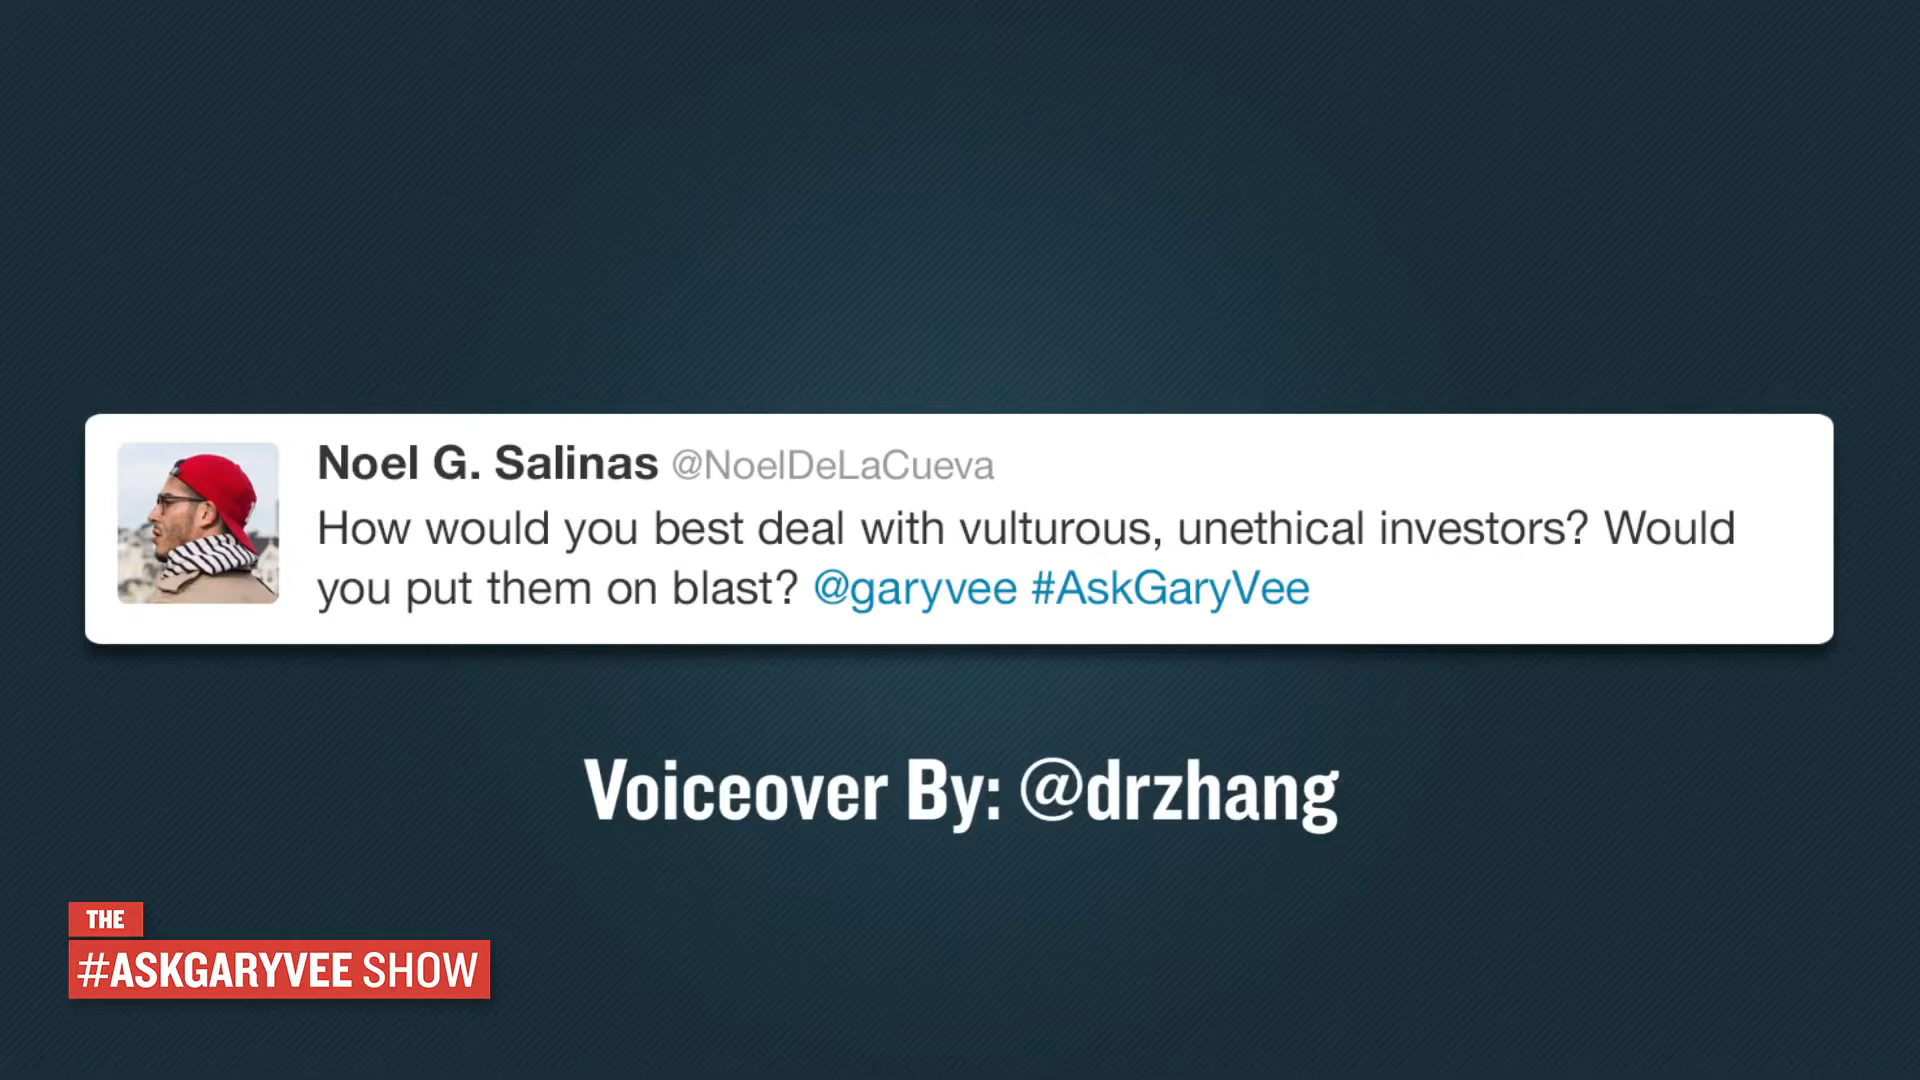 Noel G. Salinas @NoelDeLaCueva
How would you best deal with vulturous, unethical investors? Would
you put them on blast? @garyvee #AskGaryVee
Voiceover By: @drzhang
THE
#ASKGARYVEE SHOW